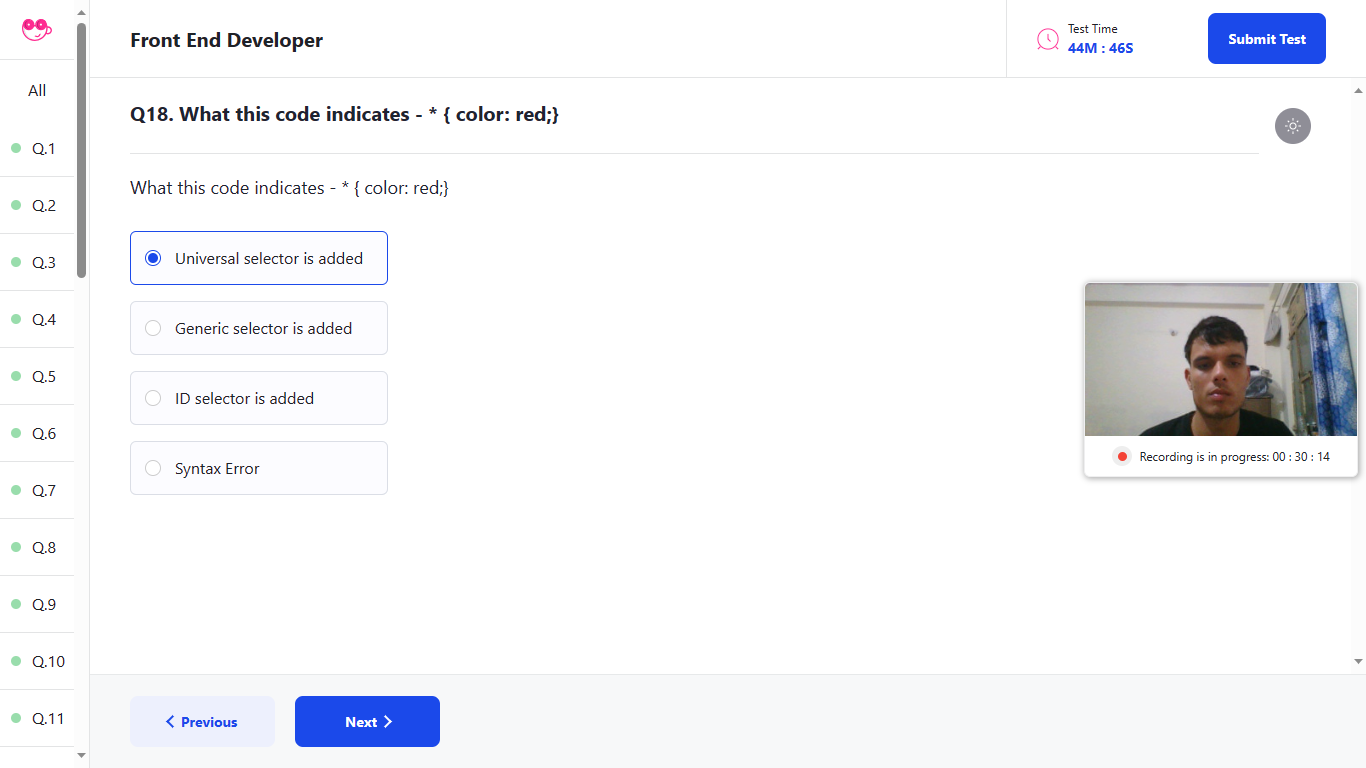 Front End Developer
Test Time
44M : 46S
Submit Test
All
Q.1
Q.2
Q.3
Q.4
Q.5
Q.6
Q.7
Q.8
Q.9
Q.10
Q.11
Q18. What this code indicates - * { color: red;}
What this code indicates - * { color: red;}
Universal selector is added
Generic selector is added
ID selector is added
Syntax Error
Recording is in progress: 00 : 30 : 14
Previous
Next